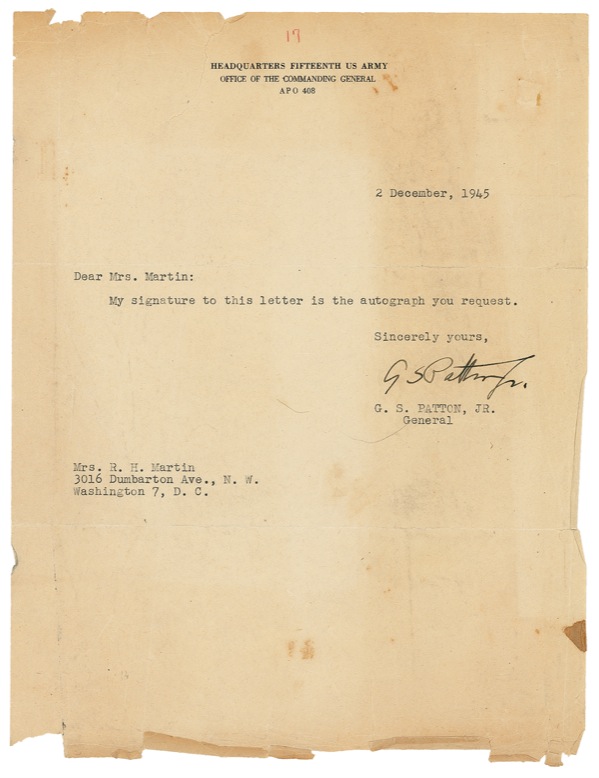 17
HEADQUARTERS FIFTEENTH US ARMY
OFFICE OF THE COMMANDING GENERAL
APO 408
2 December, 1945
Dear Mrs. Martin:
My signature to this letter is the autograph you request.
Sincerely yours,
G S Patton Jr.
G. S. PATTON, JR.
General
Mrs. R. H. Martin
3016 Dumbarton Ave., N. W.
Washington 7, D. C.